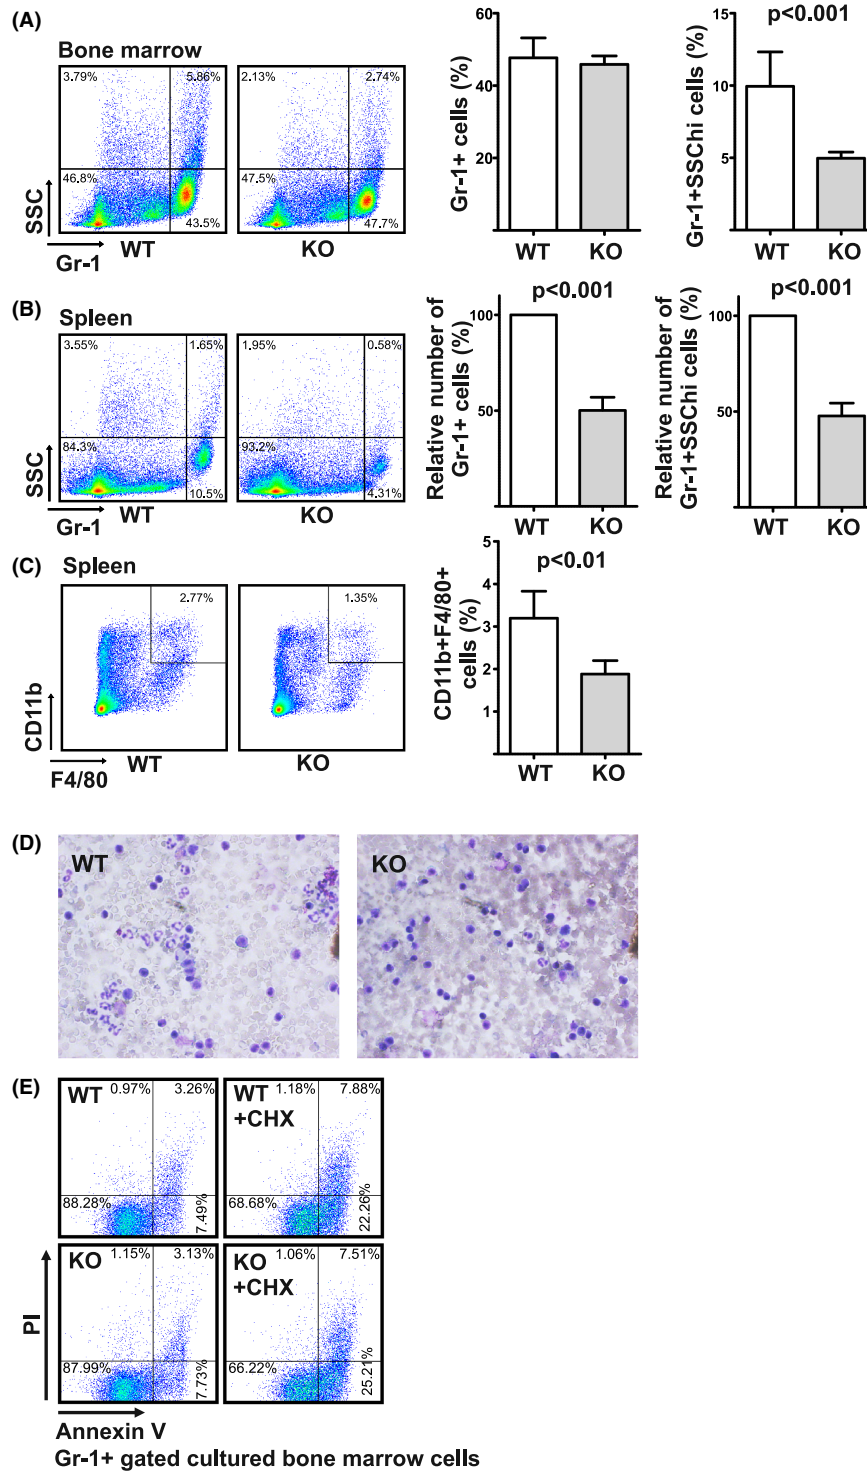 (A)
Bone marrow
3.79% 5.86%
46.8%
43.5%
2.13% 2.74%
47.5%
47.7%
SSC
Gr-1
WT KO
Gr-1+ cells (%)
60
40
20
WT KO
p<0.001
Gr-1+SSChi cells (%)
15
10
5
WT KO
(B)
Spleen
3.55% 1.65%
84.3%
10.5%
1.95% 0.58%
93.2%
4.31%
SSC
Gr-1
WT KO
p<0.001
Relative number of
Gr-1+ cells (%)
100
50
WT KO
p<0.001
Relative number of
Gr-1+SSChi cells (%)
100
50
WT KO
(C)
Spleen
2.77%
1.35%
CD11b
F4/80
WT KO
p<0.01
CD11b+F4/80+
cells (%)
5
4
3
2
1
WT KO
(D)
WT
KO
(E)
WT 0.97% 3.26%
88.28%
7.49%
WT 1.18% 7.88%
+CHX
68.68%
22.26%
KO 1.15% 3.13%
87.99%
7.73%
KO 1.06% 7.51%
+CHX
66.22%
25.21%
PI
Annexin V
Gr-1+ gated cultured bone marrow cells